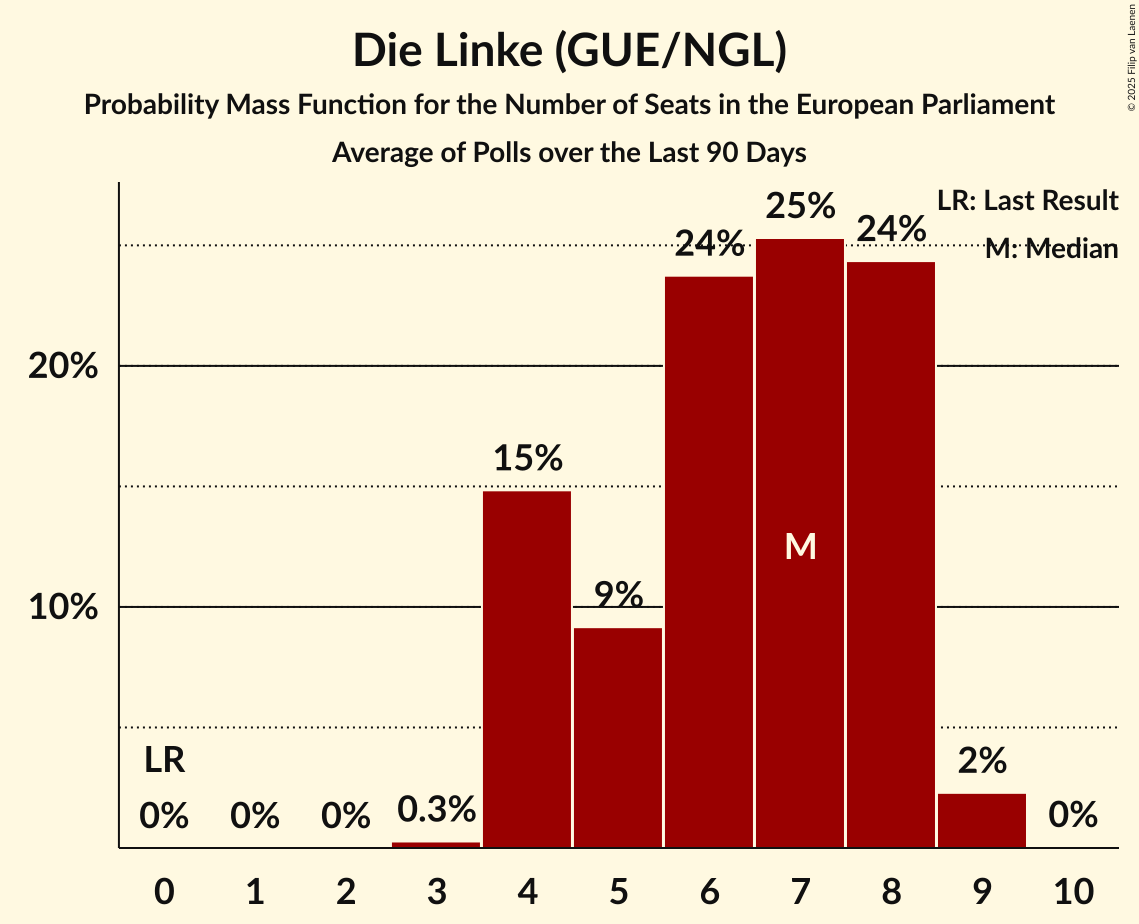 Die Linke (GUE/NGL)
Probability Mass Function for the Number of Seats in the European Parliament
Average of Polls over the Last 90 Days
© 2025 Filip van Laenen
LR: Last Result
M: Median
25%
24%
24%
20%
15%
M
10%
9%
LR
0%
0%
0%
0.3%
2%
0%
0 1 2 3 4 5 6 7 8 9 10